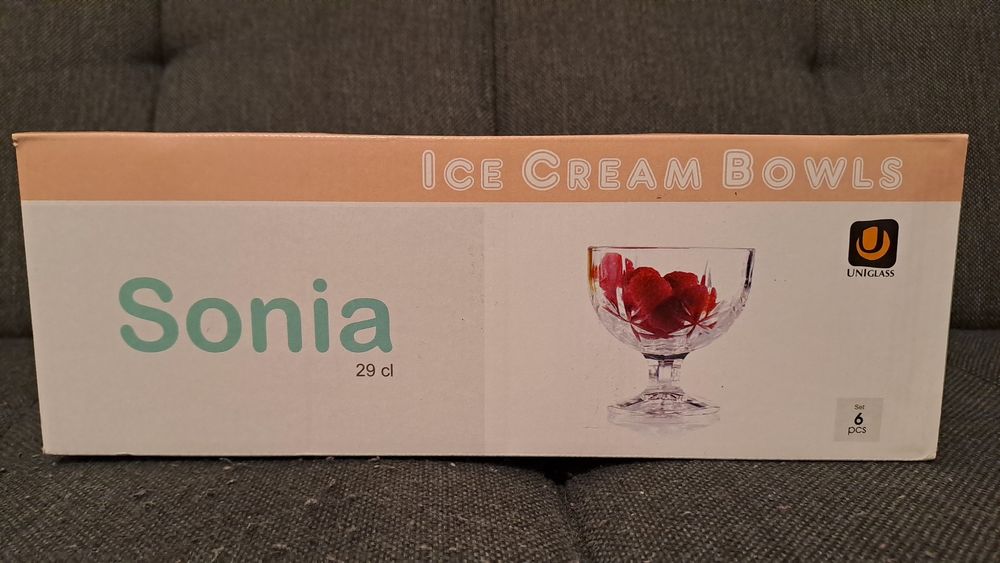 Ice Cream Bowls
Sonia
29 cl
U
UNIGLASS
Set
6
pcs